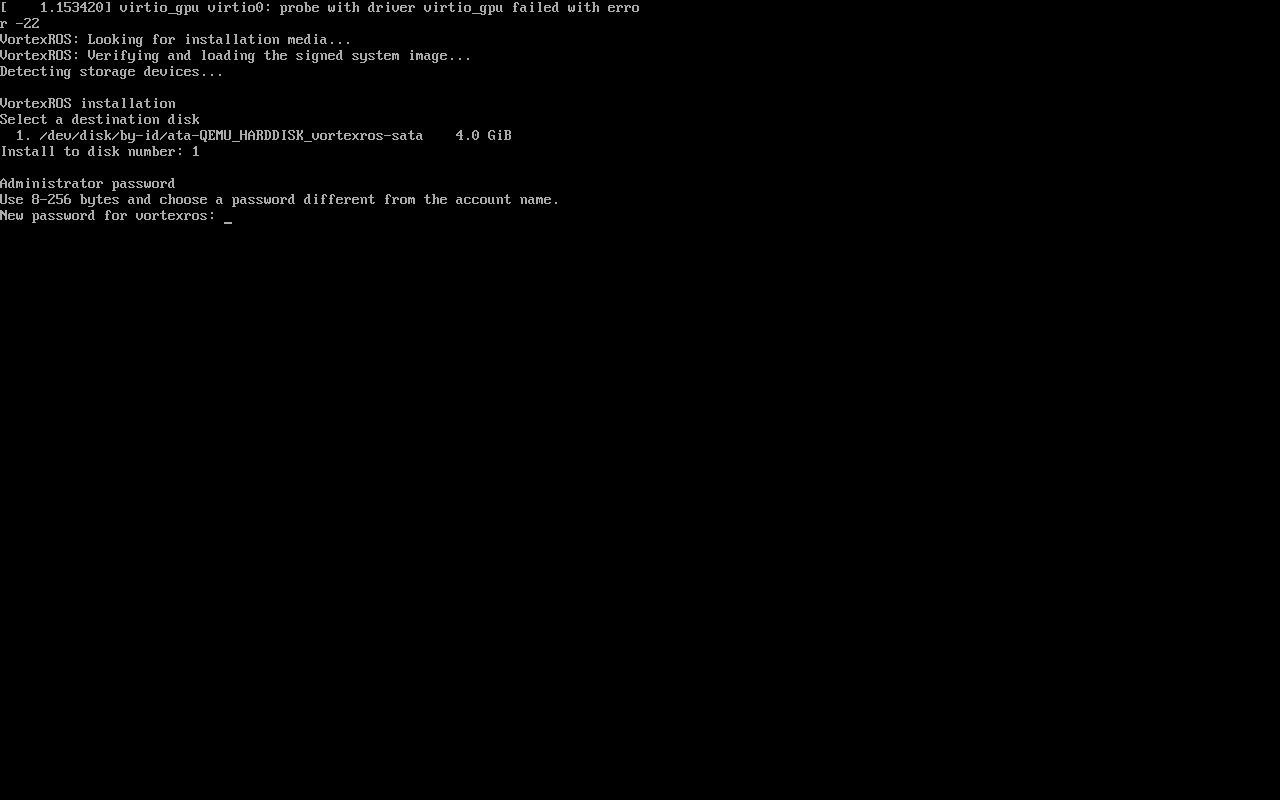 [    1.153420] virtio_gpu virtio0: probe with driver virtio_gpu failed with erro
r -22
VortexROS: Looking for installation media...
VortexROS: Verifying and loading the signed system image...
Detecting storage devices...

VortexROS installation
Select a destination disk
  1. /dev/disk/by-id/ata-QEMU_HARDDISK_vortexros-sata    4.0 GiB
Install to disk number: 1

Administrator password
Use 8-256 bytes and choose a password different from the account name.
New password for vortexros: _